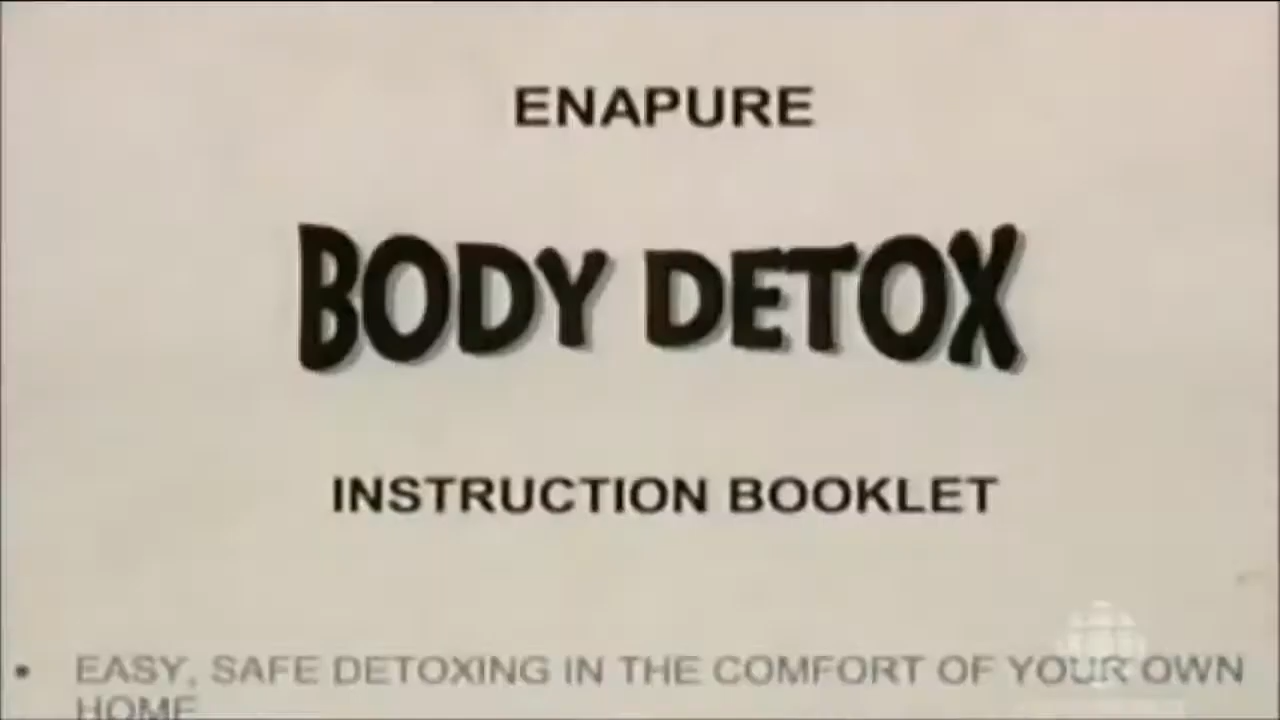 ENAPURE
BODY DETOX
INSTRUCTION BOOKLET
• EASY, SAFE DETOXING IN THE COMFORT OF YOUR OWN
HOME